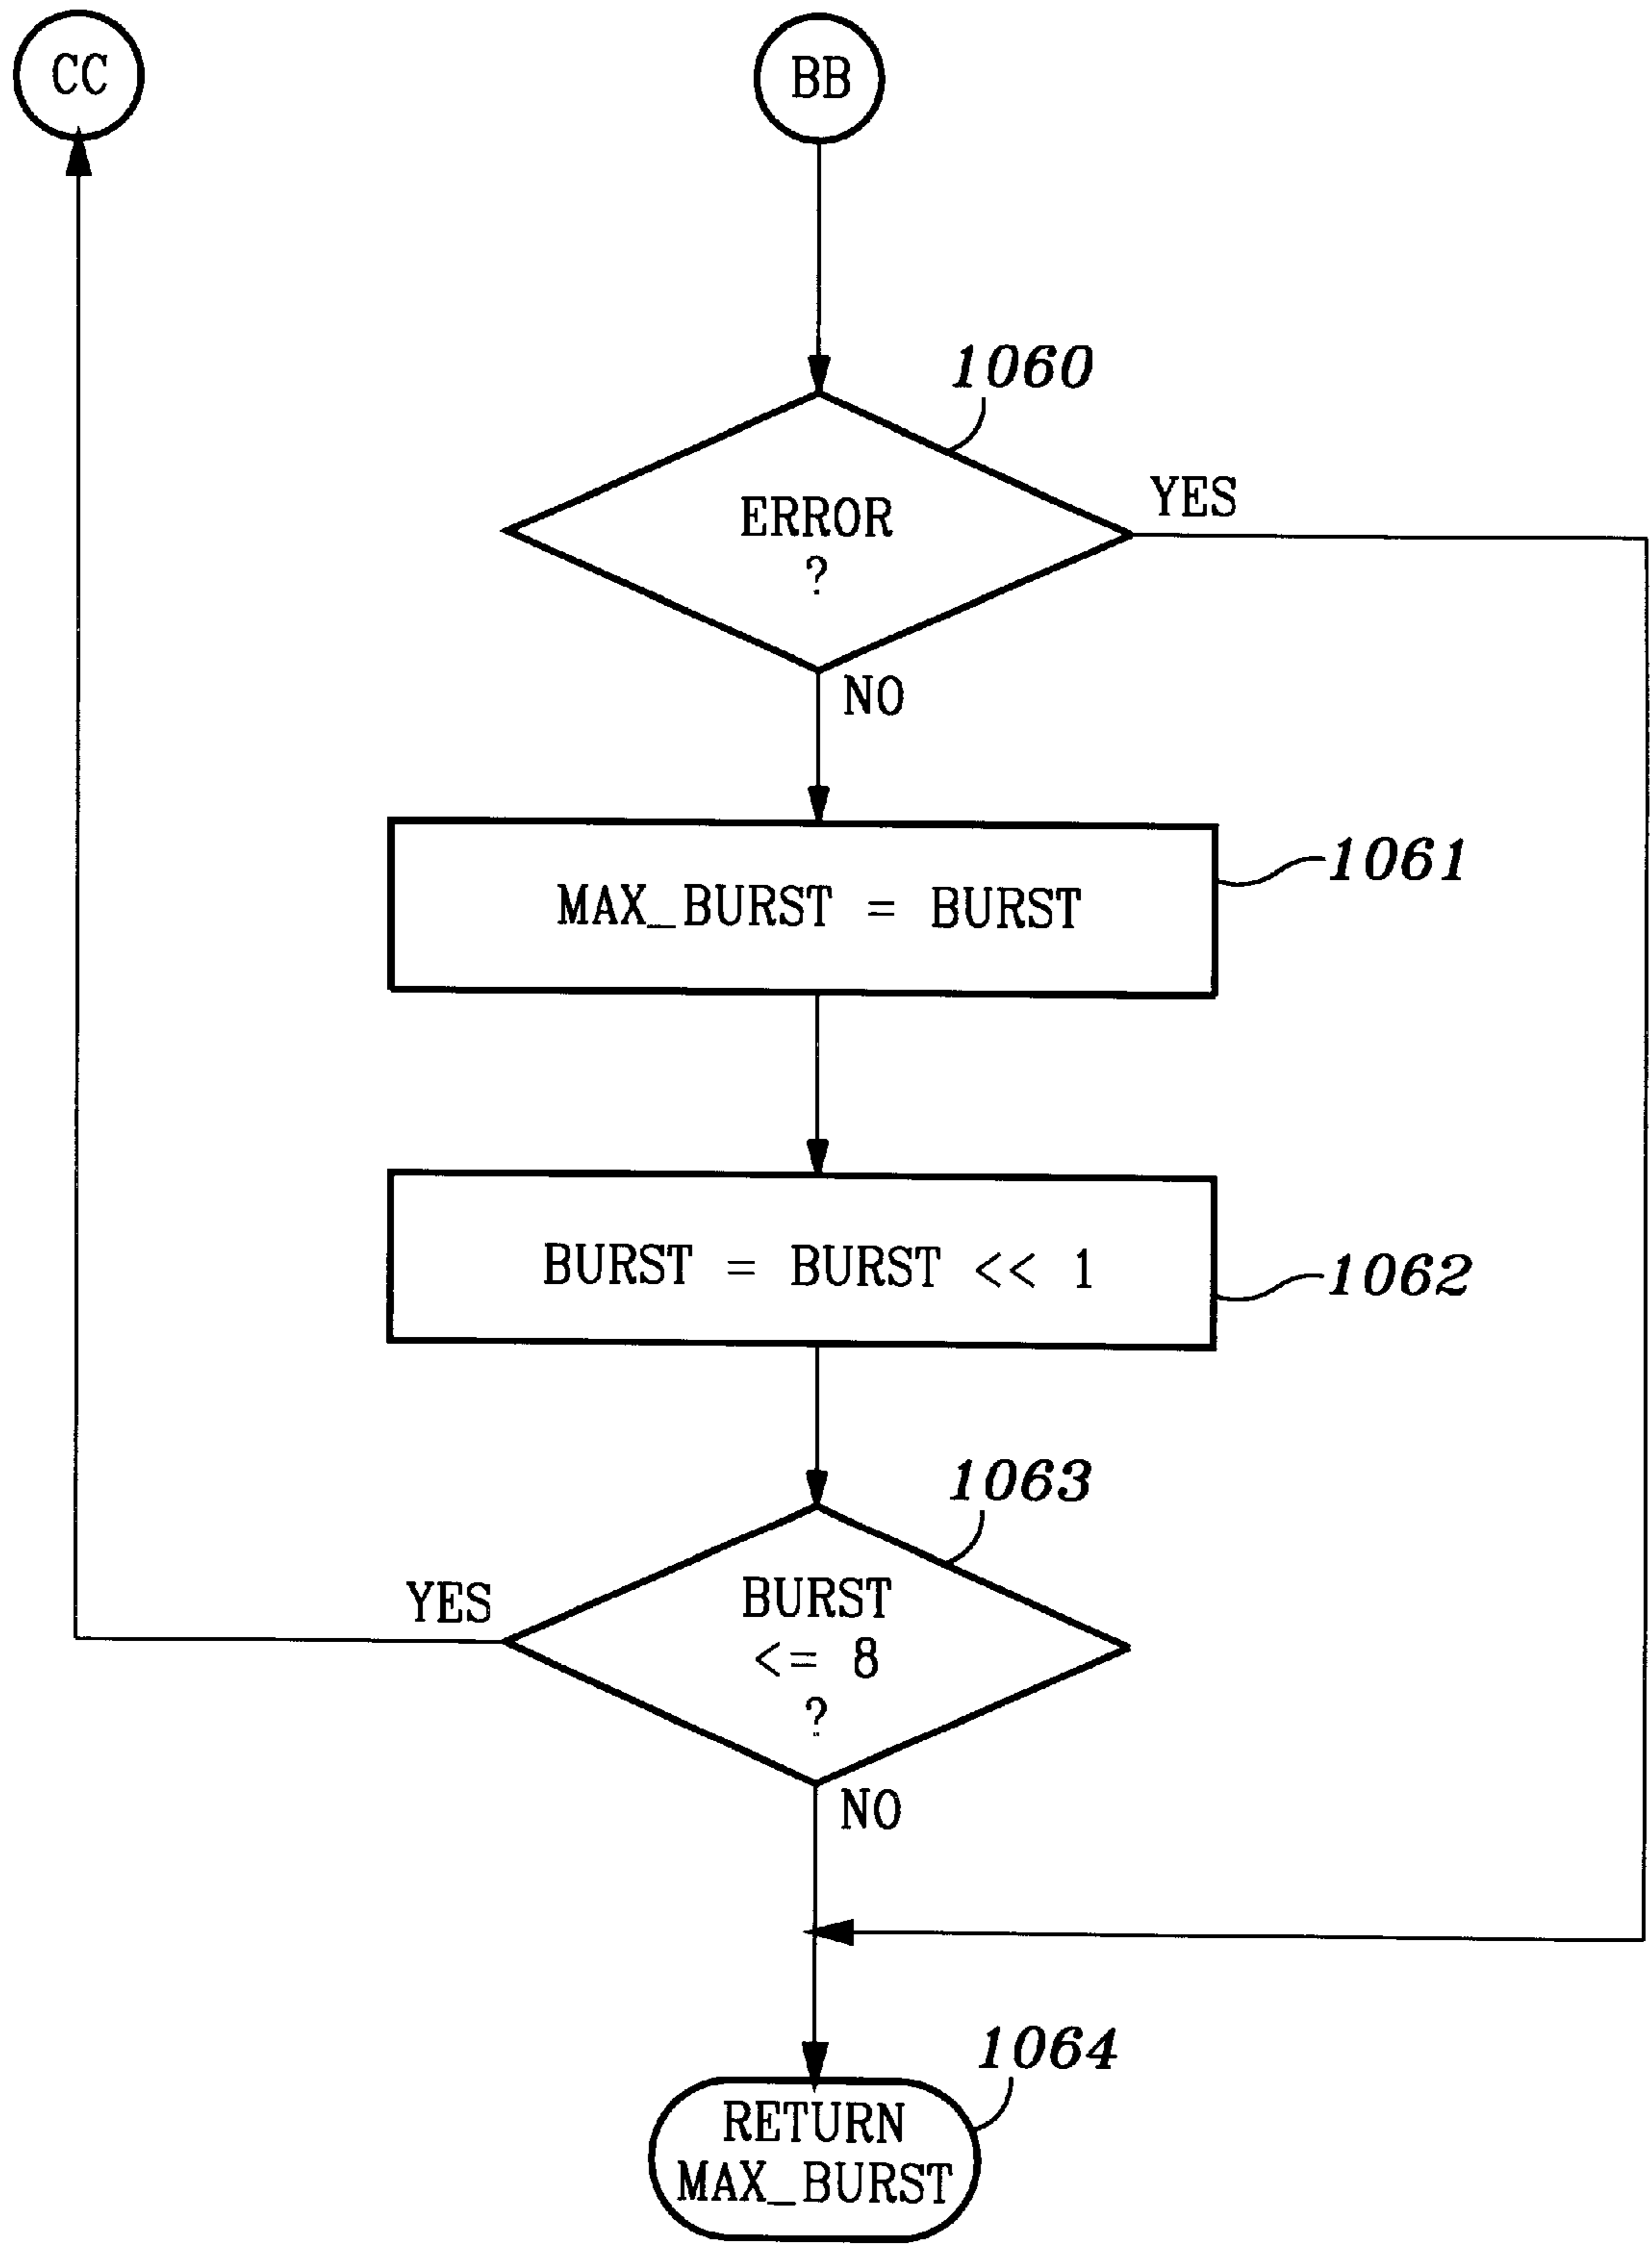 CC
BB
1060
ERROR
?
YES
NO
1061
MAX_BURST = BURST
BURST = BURST << 1
1062
1063
YES
BURST
<= 8
?
NO
1064
RETURN
MAX_BURST